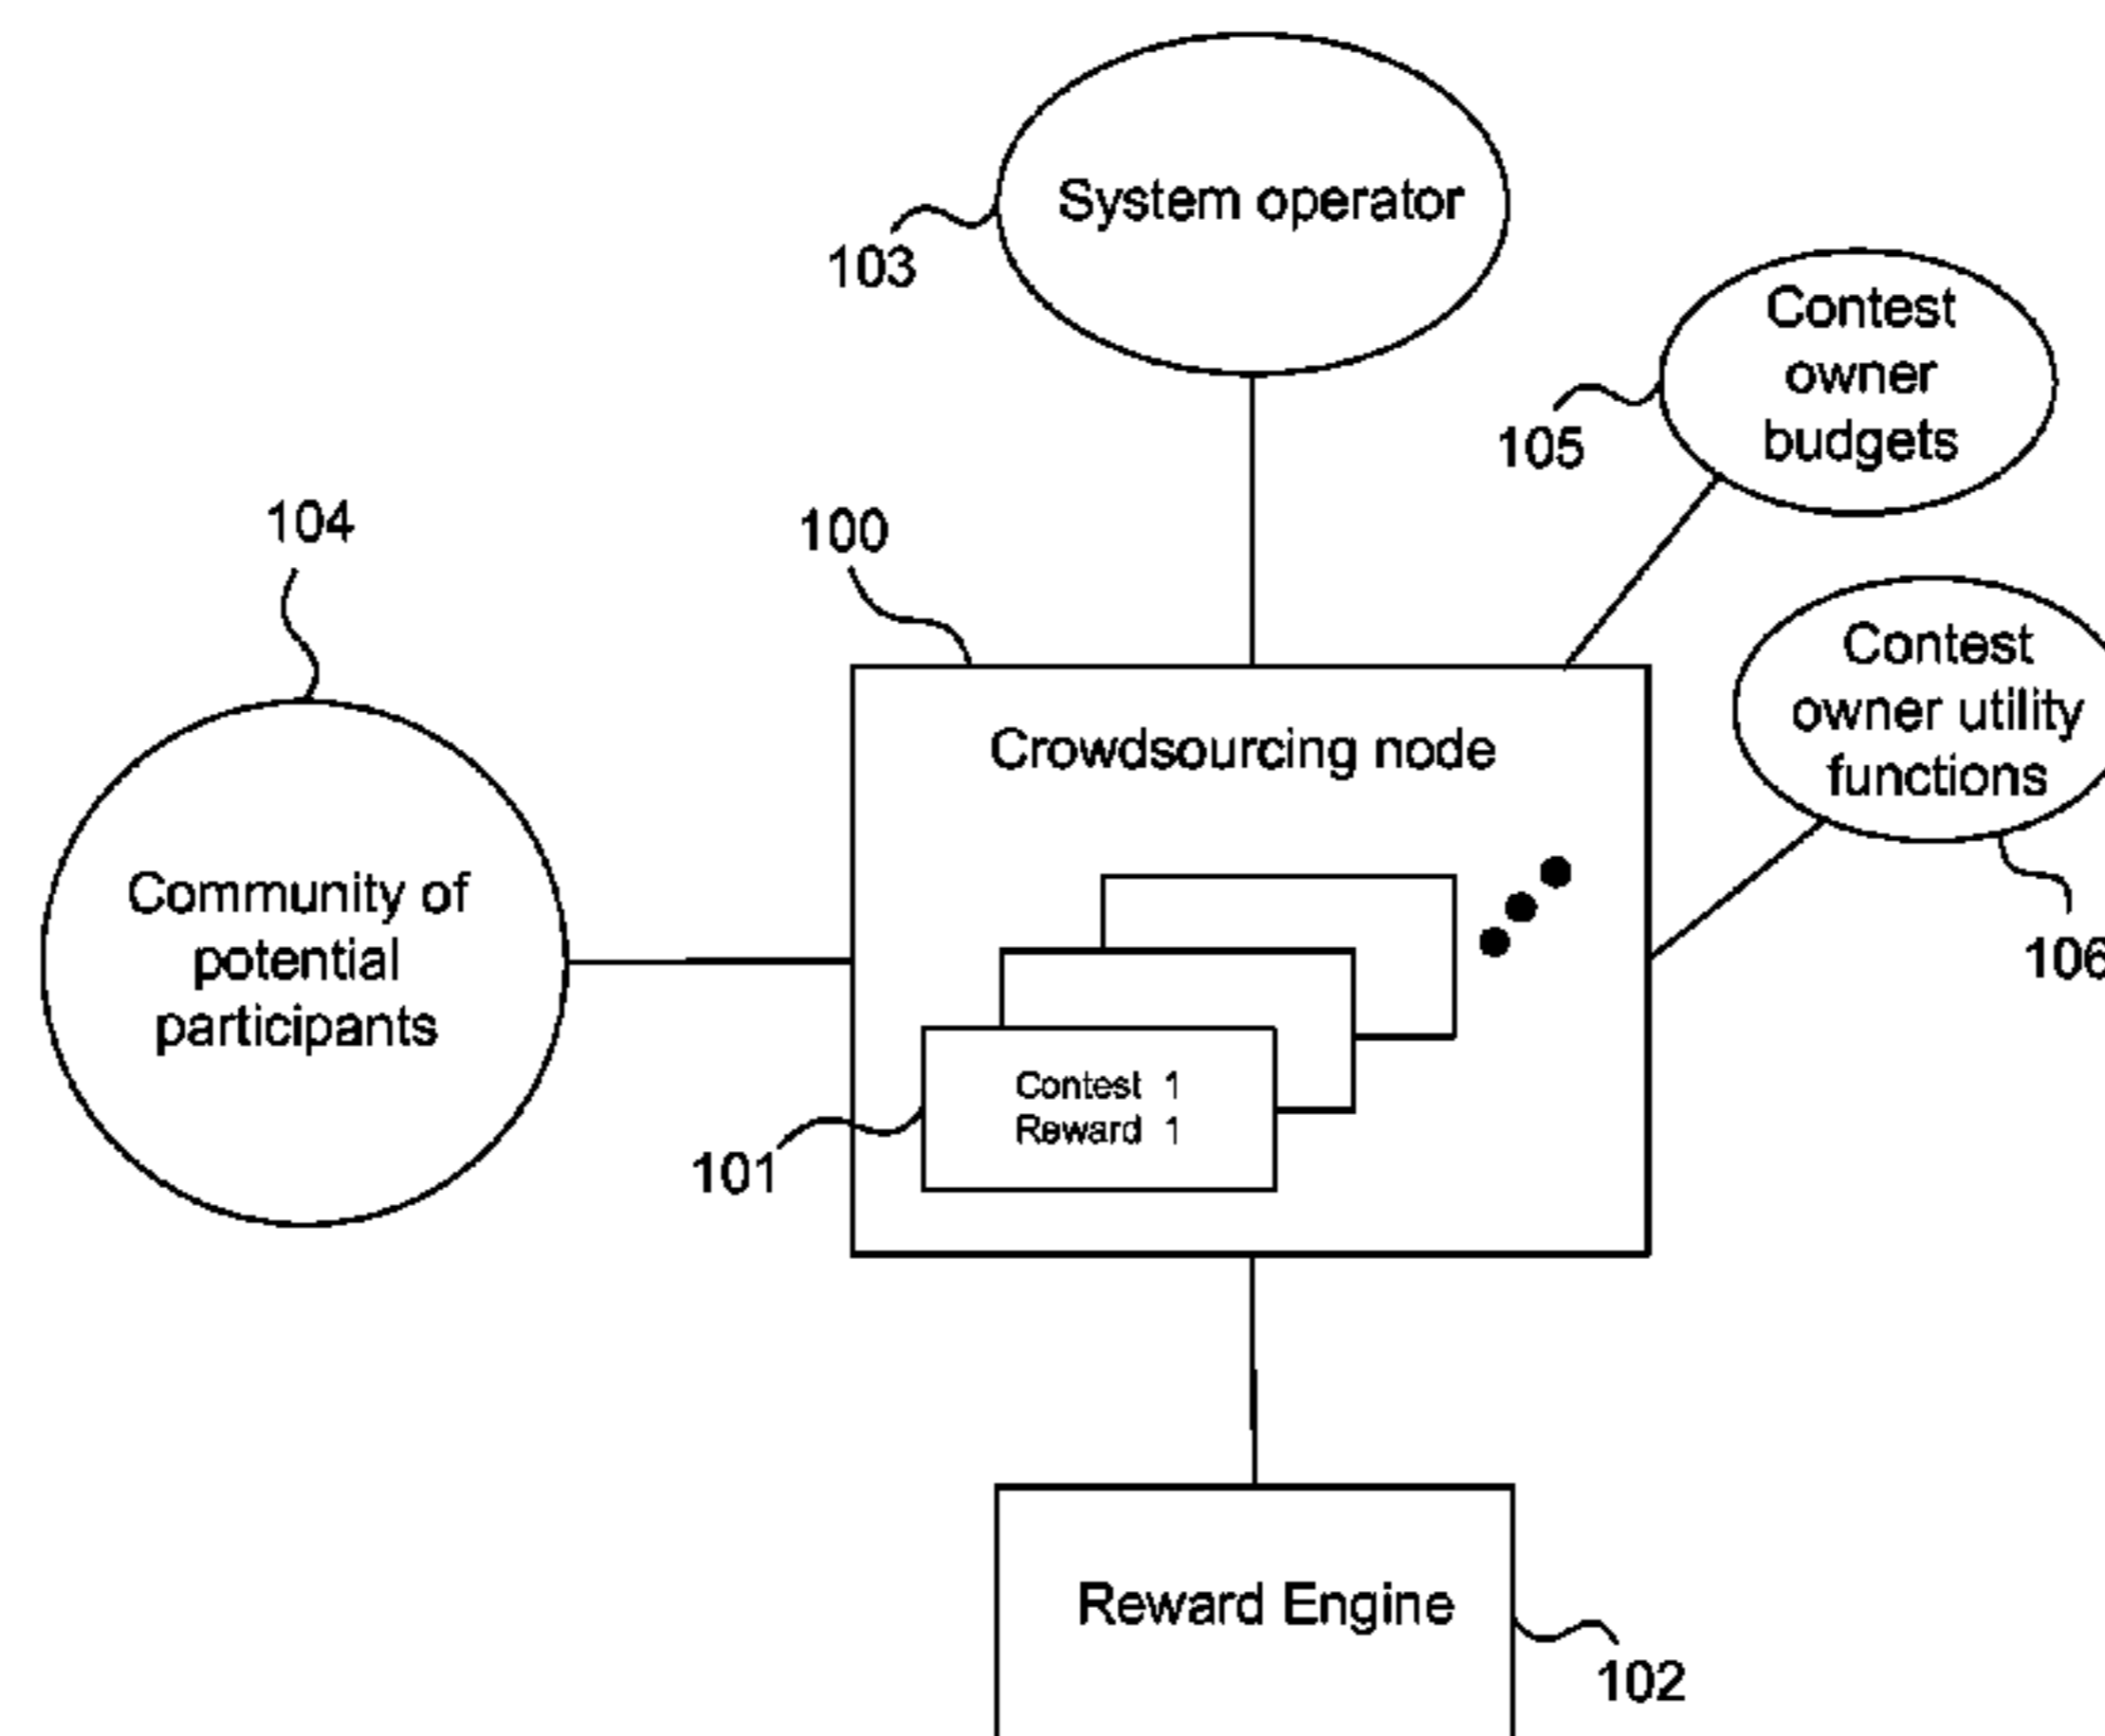 System operator
103
Contest
owner
budgets
105
104
100
Contest
owner utility
functions
Crowdsourcing node
Community of
potential
participants
106
Contest 1
Reward 1
101
Reward Engine
102